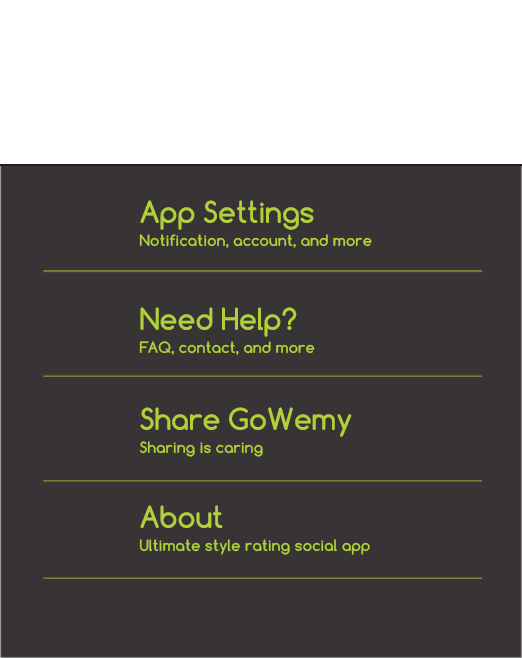 App Settings
Notification, account, and more
Need Help?
FAQ, contact, and more
Share GoWemy
Sharing is caring
About
Ultimate style rating social app